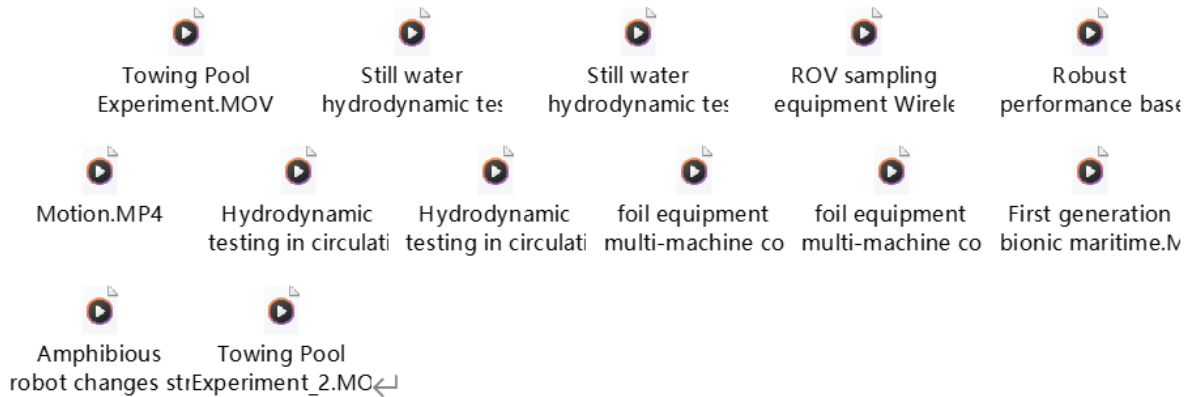 Towing Pool
Experiment.MOV
Still water
hydrodynamic tes
Still water
hydrodynamic tes
ROV sampling
equipment Wirele
Robust
performance base
Motion.MP4
Hydrodynamic
testing in circulati
Hydrodynamic
testing in circulati
foil equipment
multi-machine co
foil equipment
multi-machine co
First generation
bionic maritime.M
Amphibious
robot changes str
Towing Pool
Experiment_2.MO